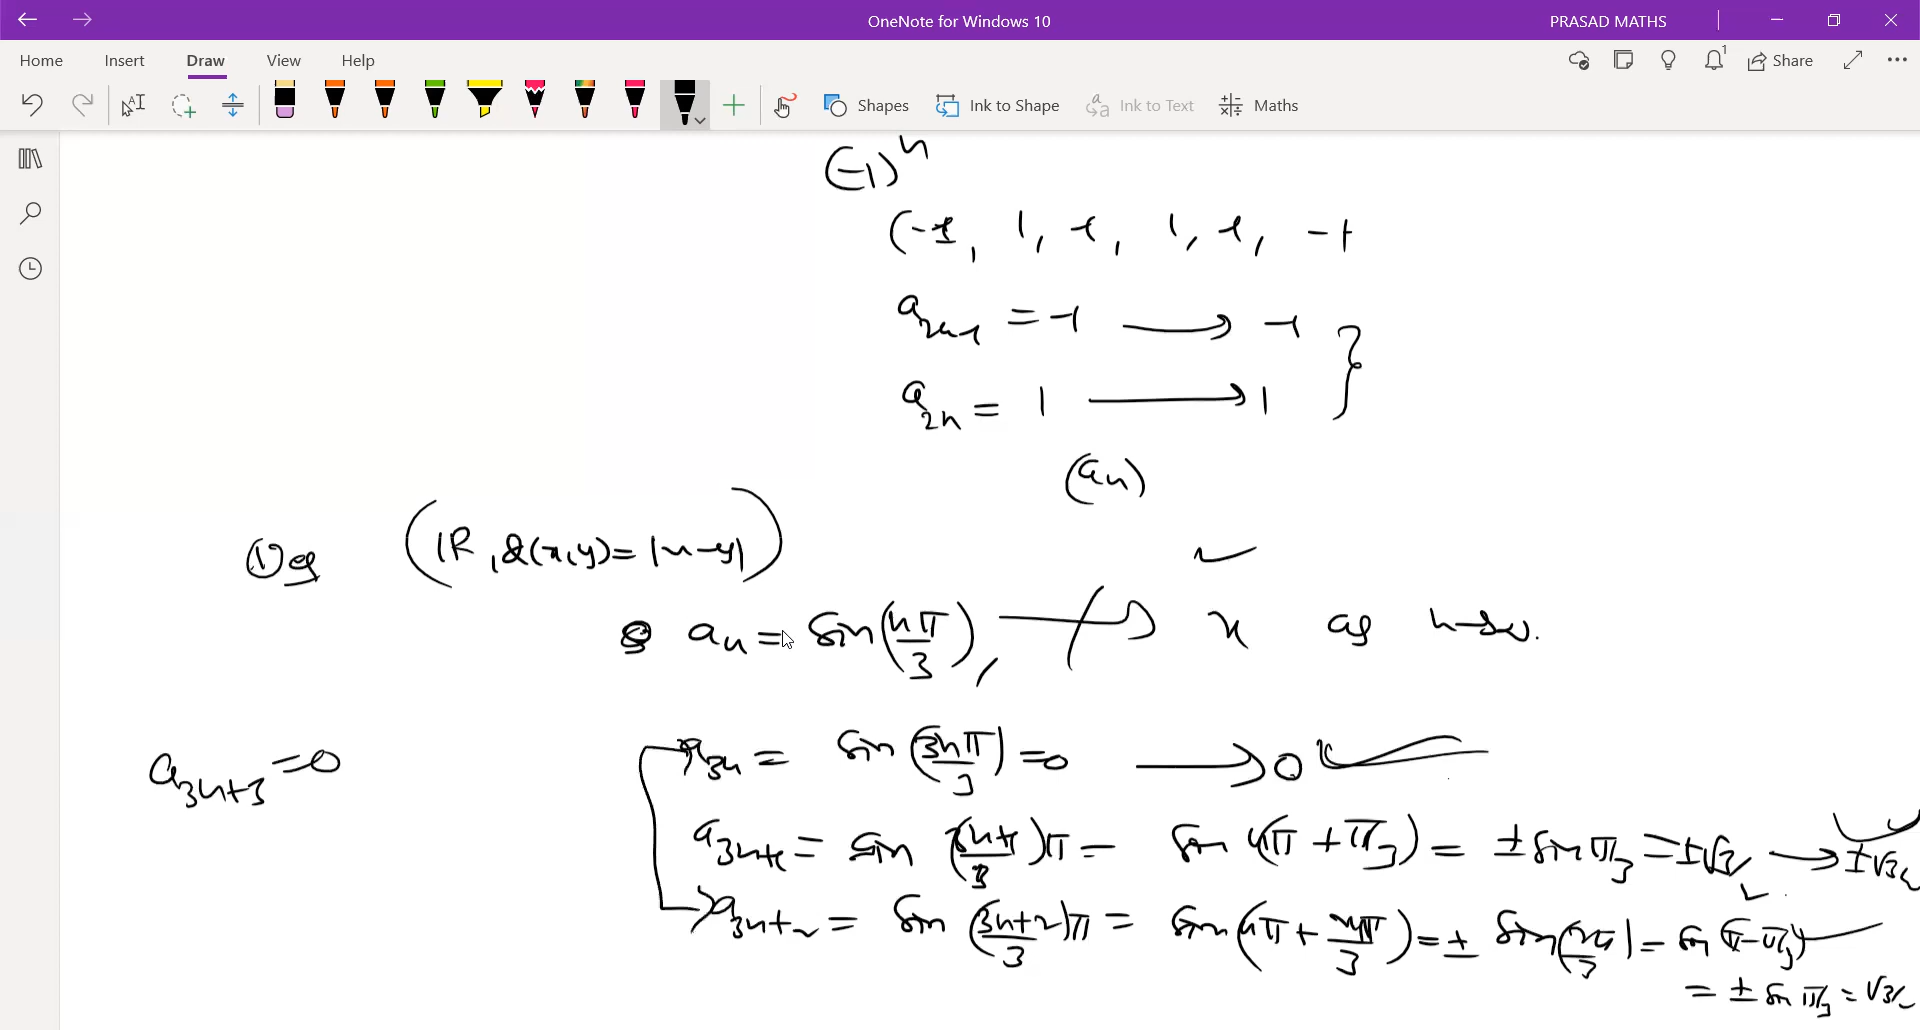 OneNote for Windows 10
PRASAD MATHS
Home Insert Draw View Help
1
Share
Shapes
Ink to Shape
Ink to Text
Maths
(-1)^n
(-1, 1, -1, 1, -1, -1
a_{2n-1} = -1 ⟶ -1
a_{2n} = 1 ⟶ 1
(a_n)
① eg (ℝ, d(x,y) = |x-y|)
a_n = sin(nπ/3), ↛ x as n→∞.
a_{3n} = sin(3nπ/3) = 0 ⟶ 0
a_{3n+3} = 0
a_{3n+1} = sin (3n+1)π/3 = sin(nπ + π/3) = ± sin π/3 = ±√3/2 ⟶ ±√3/2
a_{3n+2} = sin (3n+2)π/3 = sin(nπ + 2π/3) = ± sin(2π/3) = sin(π-π/3)
= ± sin π/3 = √3/2